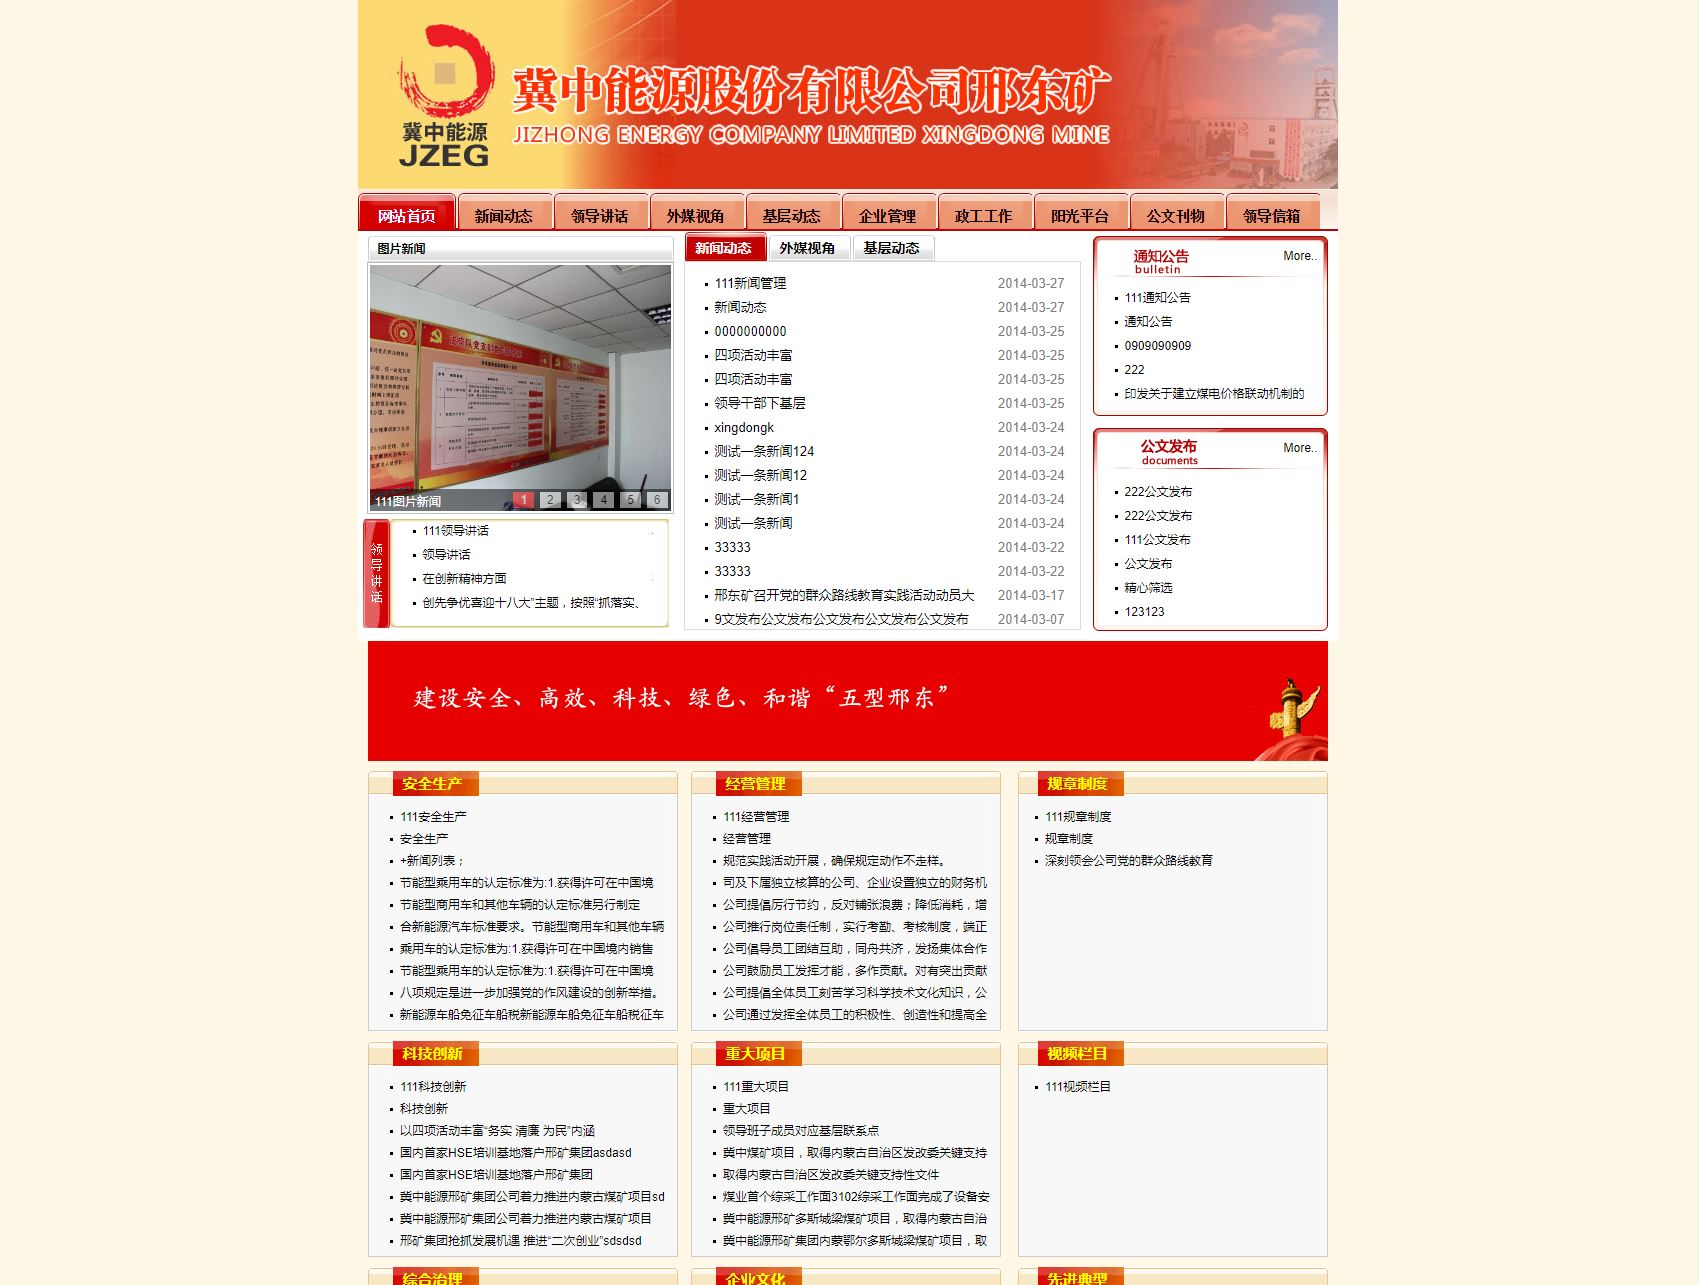 冀中能源
JZEG
冀中能源股份有限公司邢东矿
JIZHONG ENERGY COMPANY LIMITED XINGDONG MINE
网站首页 新闻动态 领导讲话 外媒视角 基层动态 企业管理 政工工作 阳光平台 公文刊物 领导信箱
图片新闻
111图片新闻 1 2 3 4 5 6
领导讲话
111领导讲话
领导讲话
在创新精神方面
创先争优喜迎十八大”主题，按照“抓落实、
新闻动态 外媒视角 基层动态
111新闻管理 2014-03-27
新闻动态 2014-03-27
0000000000 2014-03-25
四项活动丰富 2014-03-25
四项活动丰富 2014-03-25
领导干部下基层 2014-03-25
xingdongk 2014-03-24
测试一条新闻124 2014-03-24
测试一条新闻12 2014-03-24
测试一条新闻1 2014-03-24
测试一条新闻 2014-03-24
33333 2014-03-22
33333 2014-03-22
邢东矿召开党的群众路线教育实践活动动员大 2014-03-17
9文发布公文发布公文发布公文发布公文发布 2014-03-07
通知公告 More..
bulletin
111通知公告
通知公告
0909090909
222
印发关于建立煤电价格联动机制的
公文发布 More..
documents
222公文发布
222公文发布
111公文发布
公文发布
精心筛选
123123
建设安全、高效、科技、绿色、和谐“五型邢东”
安全生产
111安全生产
安全生产
+新闻列表；
节能型乘用车的认定标准为:1.获得许可在中国境
节能型商用车和其他车辆的认定标准另行制定
合新能源汽车标准要求。节能型商用车和其他车辆
乘用车的认定标准为:1.获得许可在中国境内销售
节能型乘用车的认定标准为:1.获得许可在中国境
八项规定是进一步加强党的作风建设的创新举措。
新能源车船免征车船税新能源车船免征车船税征车
经营管理
111经营管理
经营管理
规范实践活动开展，确保规定动作不走样。
司及下属独立核算的公司、企业设置独立的财务机
公司提倡厉行节约，反对铺张浪费；降低消耗，增
公司推行岗位责任制，实行考勤、考核制度，端正
公司倡导员工团结互助，同舟共济，发扬集体合作
公司鼓励员工发挥才能，多作贡献。对有突出贡献
公司提倡全体员工刻苦学习科学技术文化知识，公
公司通过发挥全体员工的积极性、创造性和提高全
规章制度
111规章制度
规章制度
深刻领会公司党的群众路线教育
科技创新
111科技创新
科技创新
以四项活动丰富“务实 清廉 为民”内涵
国内首家HSE培训基地落户邢矿集团asdasd
国内首家HSE培训基地落户邢矿集团
冀中能源邢矿集团公司着力推进内蒙古煤矿项目sd
冀中能源邢矿集团公司着力推进内蒙古煤矿项目
邢矿集团抢抓发展机遇 推进“二次创业”sdsdsd
重大项目
111重大项目
重大项目
领导班子成员对应基层联系点
冀中煤矿项目，取得内蒙古自治区发改委关键支持
取得内蒙古自治区发改委关键支持性文件
煤业首个综采工作面3102综采工作面完成了设备安
冀中能源邢矿多斯城梁煤矿项目，取得内蒙古自治
冀中能源邢矿集团内蒙鄂尔多斯城梁煤矿项目，取
视频栏目
111视频栏目
综合治理 企业文化 先进典型